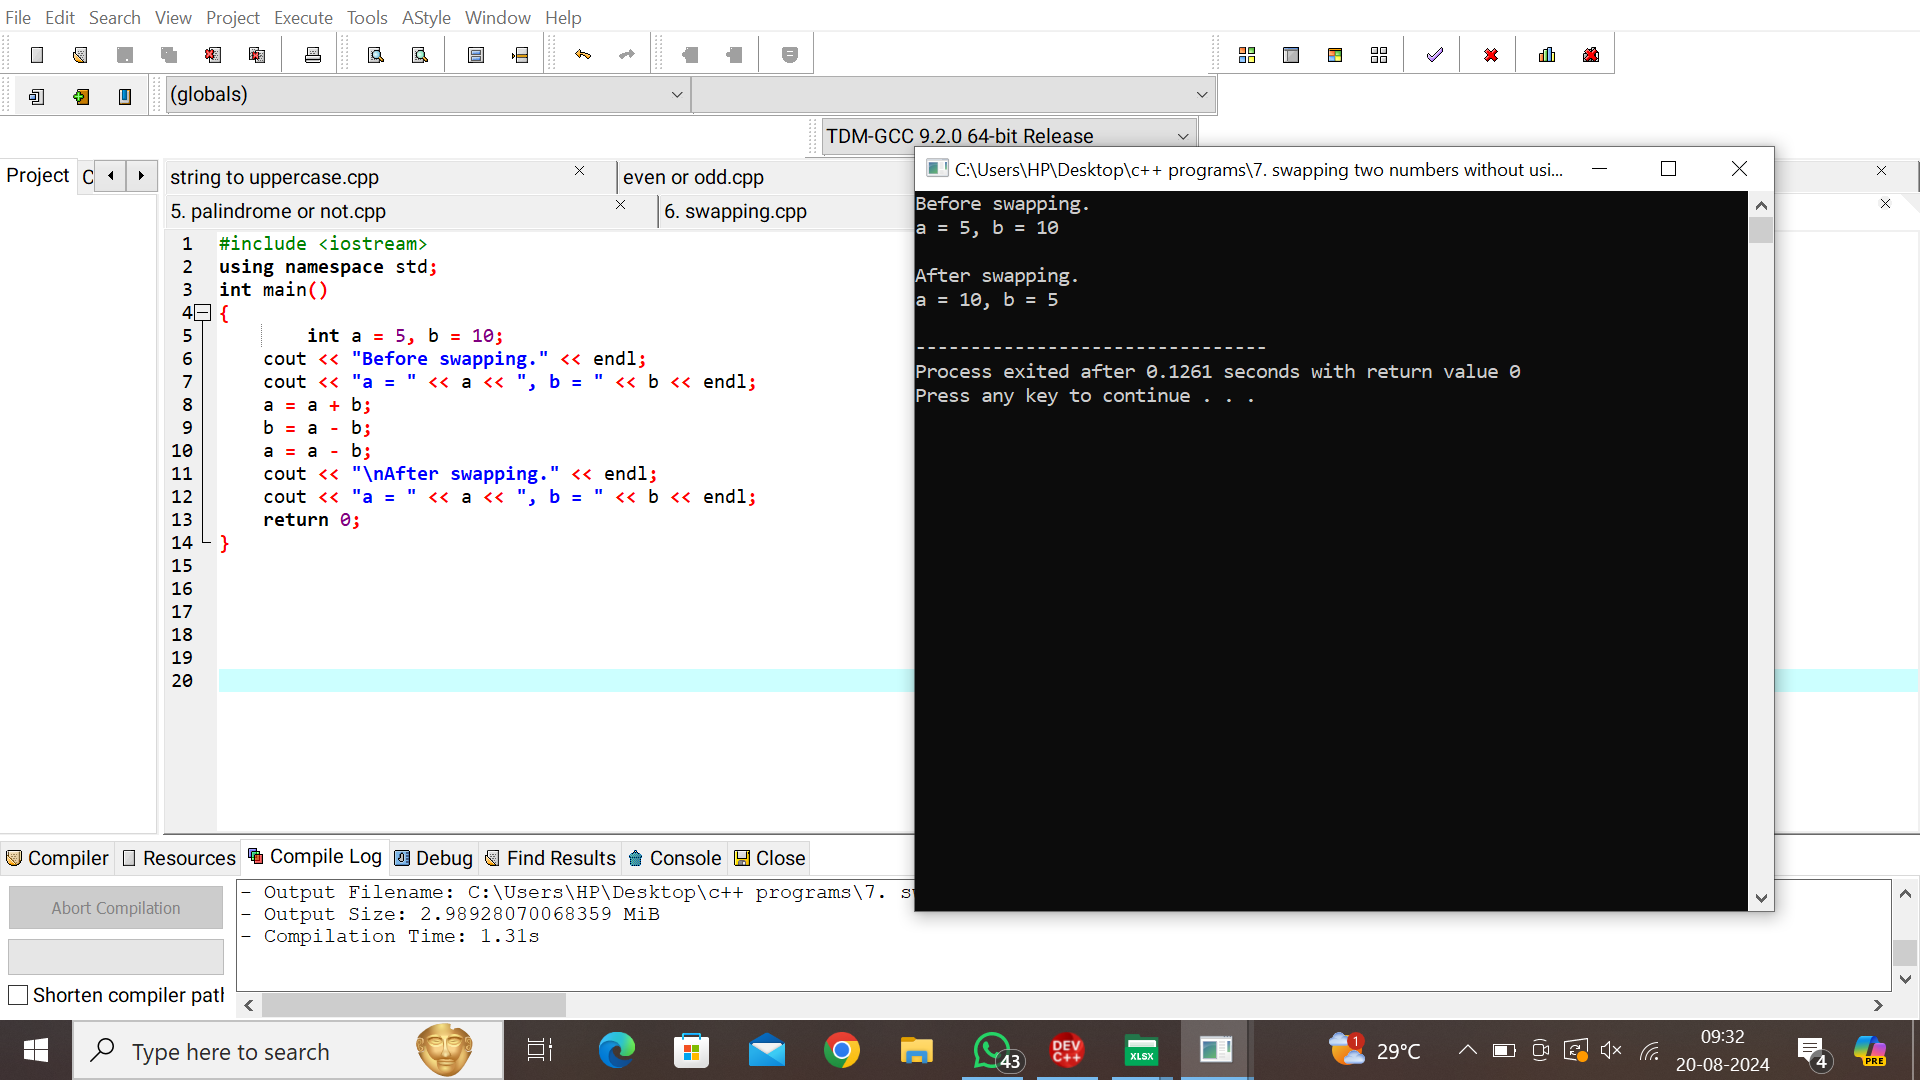 File Edit Search View Project Execute Tools AStyle Window Help
(globals)
TDM-GCC 9.2.0 64-bit Release
Project C
string to uppercase.cpp
even or odd.cpp
5. palindrome or not.cpp
6. swapping.cpp
1 #include <iostream>
2 using namespace std;
3 int main()
4 {
5 int a = 5, b = 10;
6 cout << "Before swapping." << endl;
7 cout << "a = " << a << ", b = " << b << endl;
8 a = a + b;
9 b = a - b;
10 a = a - b;
11 cout << "\nAfter swapping." << endl;
12 cout << "a = " << a << ", b = " << b << endl;
13 return 0;
14 }
15
16
17
18
19
20
C:\Users\HP\Desktop\c++ programs\7. swapping two numbers without usi...
Before swapping.
a = 5, b = 10
After swapping.
a = 10, b = 5
--------------------------------
Process exited after 0.1261 seconds with return value 0
Press any key to continue . . .
Compiler Resources Compile Log Debug Find Results Console Close
Abort Compilation
Shorten compiler path
- Output Filename: C:\Users\HP\Desktop\c++ programs\7. s
- Output Size: 2.98928070068359 MiB
- Compilation Time: 1.31s
Type here to search
43
DEV C++
XLSX
1
29°C
09:32
20-08-2024
4
PRE